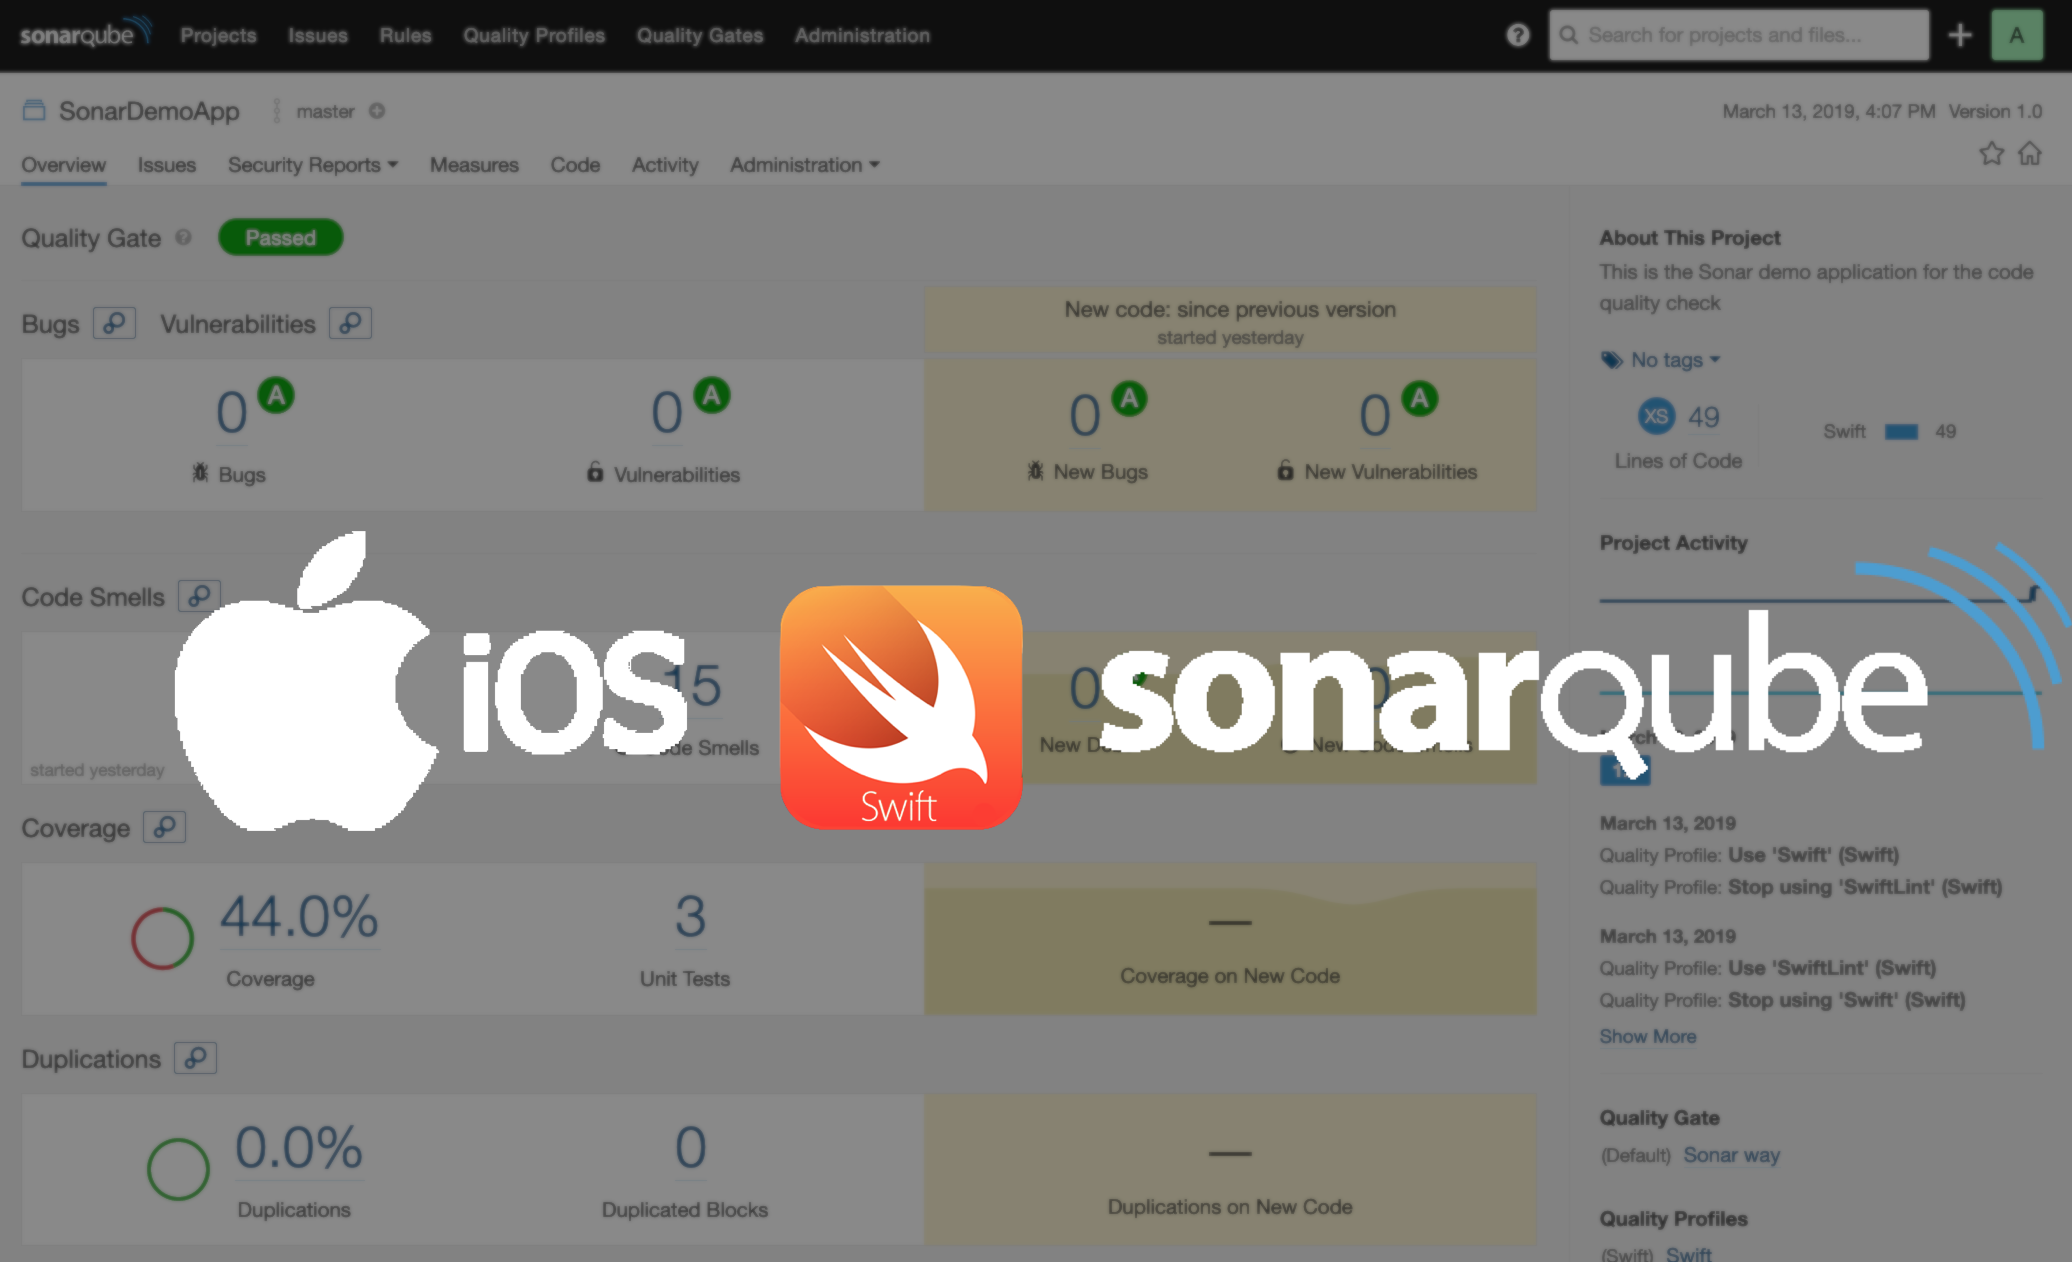 sonarqube Projects Issues Rules Quality Profiles Quality Gates Administration ? Search for projects and files... A
SonarDemoApp master March 13, 2019, 4:07 PM Version 1.0
Overview Issues Security Reports Measures Code Activity Administration
Quality Gate ? Passed
Bugs Vulnerabilities
New code: since previous version
started yesterday
0 A 0 A 0 A 0 A
Bugs Vulnerabilities New Bugs New Vulnerabilities
Code Smells
15 0 0
Code Smells New
started yesterday
iOS
Swift
sonarqube
Coverage
44.0% 3
Coverage Unit Tests Coverage on New Code
Duplications
0.0% 0
Duplications Duplicated Blocks Duplications on New Code
About This Project
This is the Sonar demo application for the code
quality check
No tags
XS 49 Swift 49
Lines of Code
Project Activity
March 13, 2019
Quality Profile: Use 'Swift' (Swift)
Quality Profile: Stop using 'SwiftLint' (Swift)
March 13, 2019
Quality Profile: Use 'SwiftLint' (Swift)
Quality Profile: Stop using 'Swift' (Swift)
Show More
Quality Gate
(Default) Sonar way
Quality Profiles
(Swift) Swift